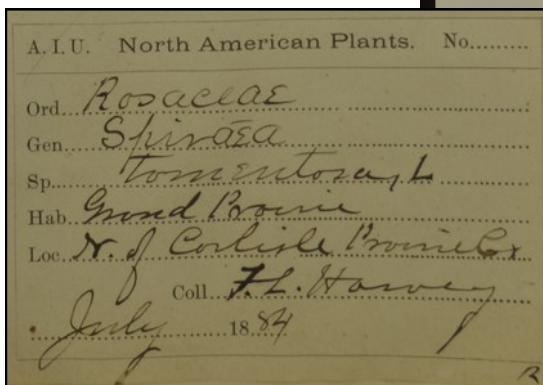 A. I. U. North American Plants. No.........
Ord. Rosaceae
Gen. Spiraea
Sp. tomentosa, L
Hab. Grand Prairie
Loc. N. of Carlisle Prairie Co.
Coll. F. L. Harvey
July 1884
R